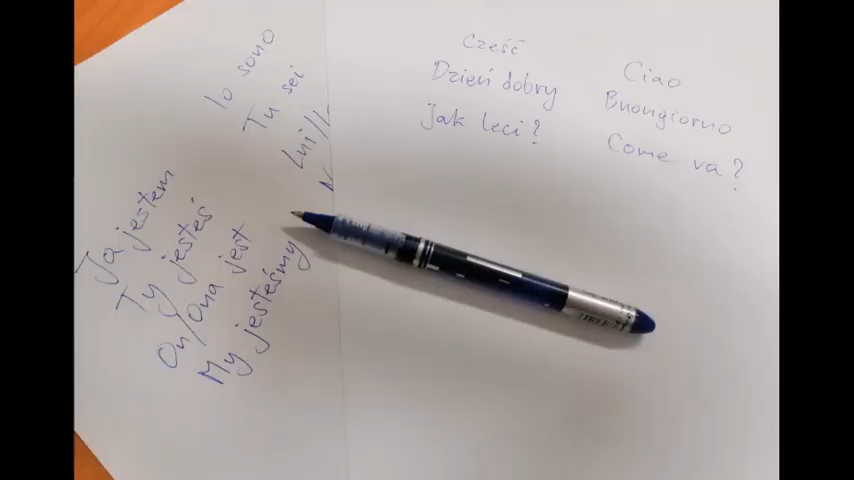 Io sono
Tu sei
Lui/L
N
Ja jestem
Ty jesteś
On/Ona jest
My jesteśmy
Cześć
Dzień dobry
Jak leci?
Ciao
Buongiorno
Come va?